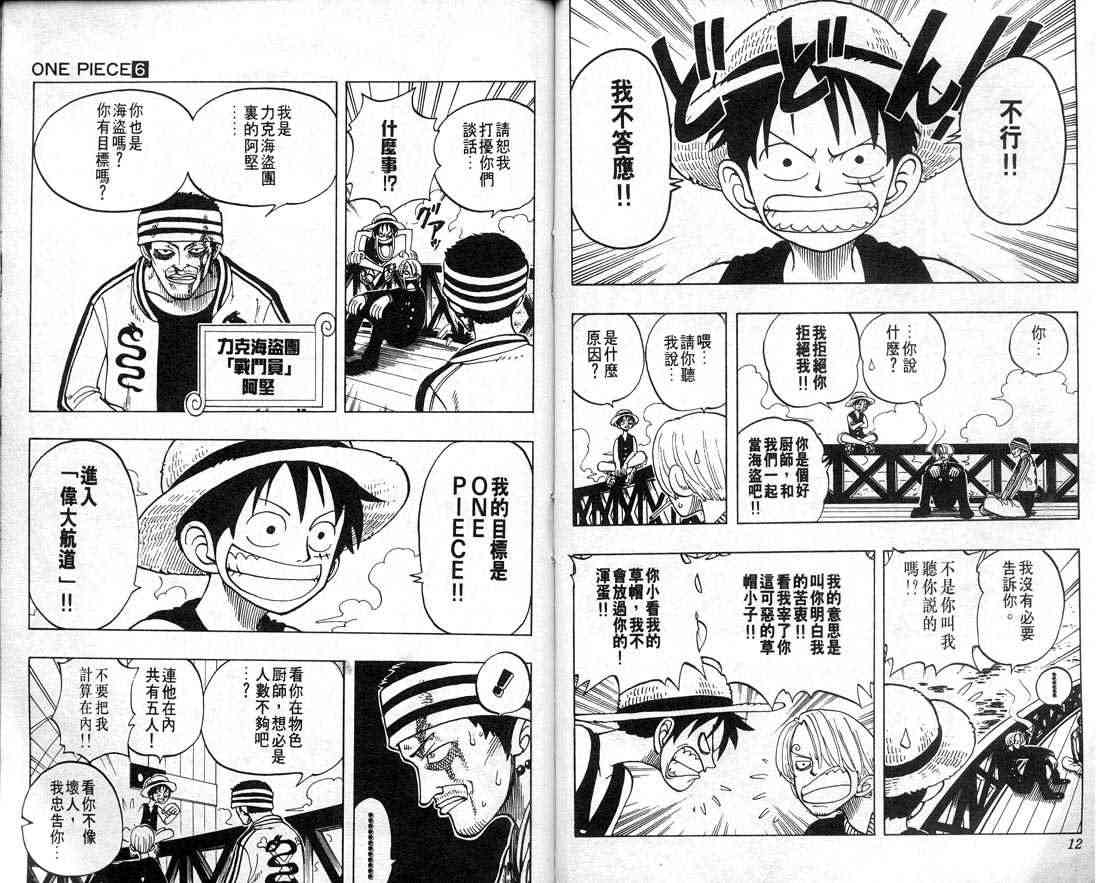 不行!!
我不答應!!
どどん!!
你…
…你說
什麼?
我拒絕你
拒絕我!!
你是個好
廚師,和
我們一起
當海盜吧!!
喂…
請你聽
我說…
是什麼
原因?
我沒有必要
告訴你。
不是你叫我
聽你説的
嗎!?
…………
我的意思是
叫你明白我
的苦衷!!
看我宰了你
這可惡的草
帽小子!!
你小看我的
草帽,我不
會放過你的!
渾蛋!!
12
ONE PIECE 6
請恕我
打擾你們
談話…
什麼事!?
グアッ
我是
力克海盜團
裏的阿堅
……
你也是
海盜嗎?
你有目標嗎?
力克海盜團
「戰鬥員」
阿堅
我的目標是
ONE
PIECE!!
進入
「偉大航道」!!
!
…………
看你在物色
廚師,想必是
人數不夠吧
…?
連他在內
共有五人!
不要把我
計算在內!!
看你不像
壞人,
我忠告你…